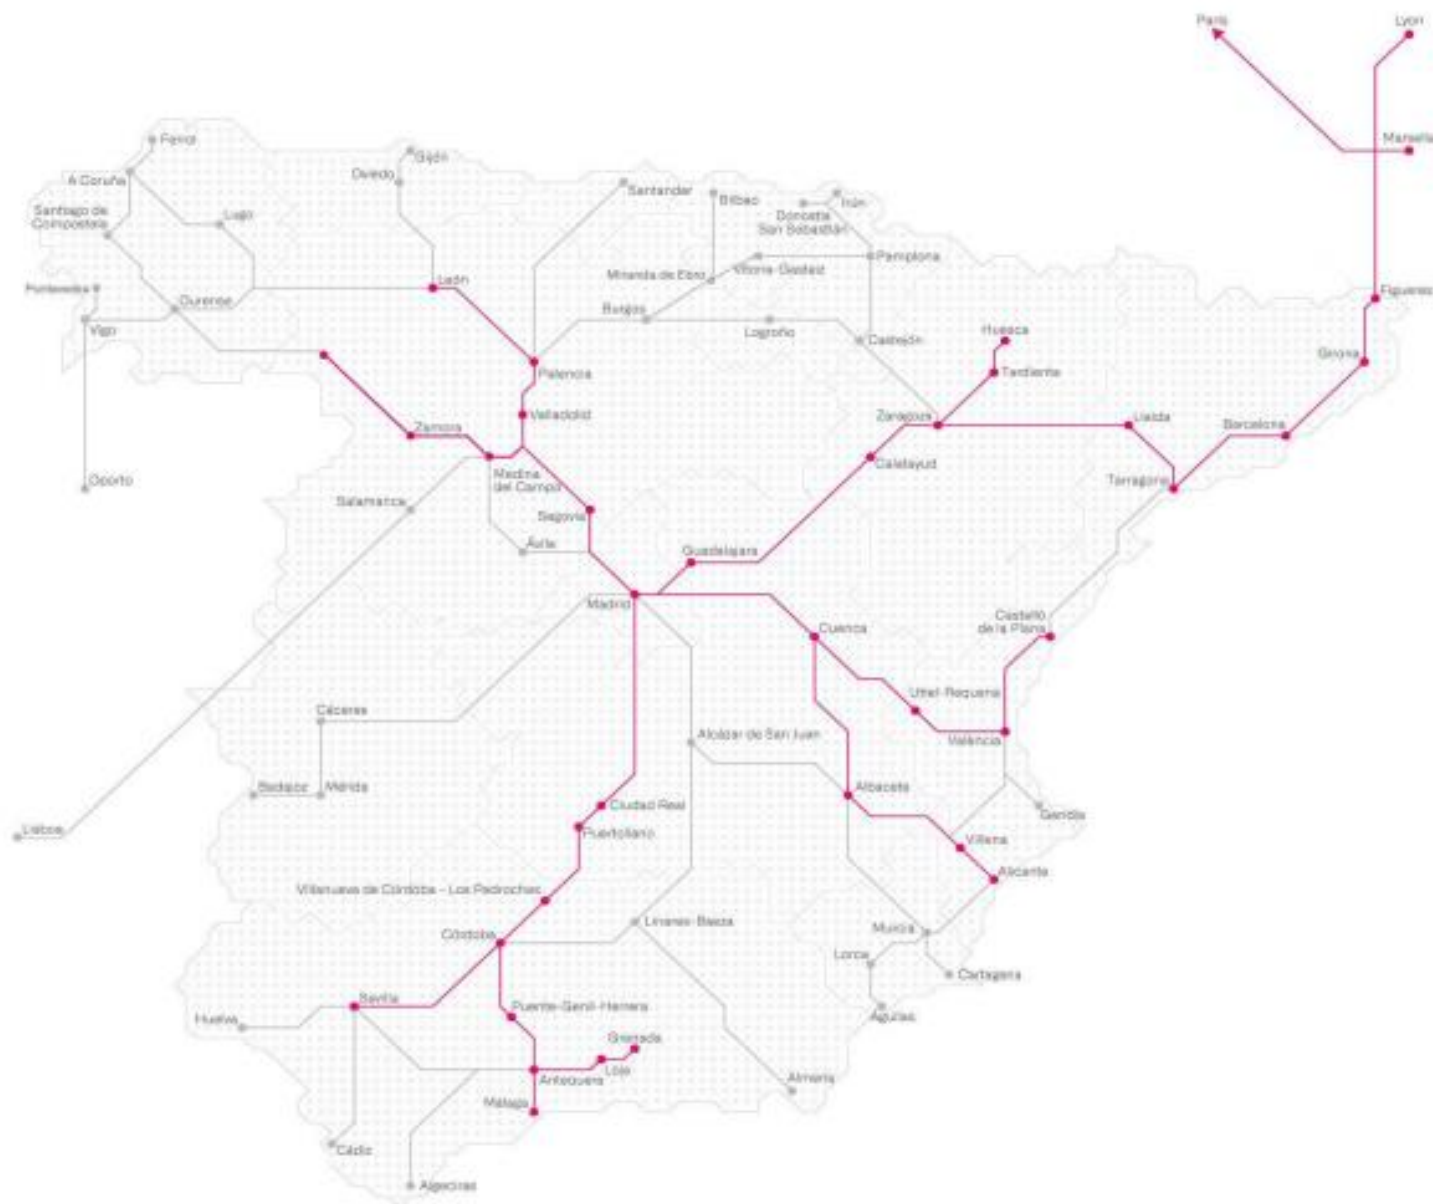 París
Lyon
Marsella
Ferrol
A Coruña
Gijón
Oviedo
Santander
Bilbao
Irún
Donostia
San Sebastián
Santiago de
Compostela
Lugo
Pamplona
Vitoria-Gasteiz
Miranda de Ebro
León
Pontevedra
Ourense
Figueres
Vigo
Burgos
Logroño
Castejón
Huesca
Girona
Palencia
Tardienta
Valladolid
Zaragoza
Lleida
Barcelona
Zamora
Calatayud
Medina
del Campo
Oporto
Tarragona
Salamanca
Segovia
Ávila
Guadalajara
Madrid
Castelló
de la Plana
Cuenca
Utiel-Requena
Cáceres
Alcázar de San Juan
València
Badajoz
Mérida
Albacete
Ciudad Real
Gandia
Lisboa
Puertollano
Villena
Alicante
Villanueva de Córdoba - Los Pedroches
Linares-Baeza
Córdoba
Murcia
Lorca
Cartagena
Sevilla
Huelva
Puente-Genil-Herrera
Águilas
Granada
Loja
Antequera
Almería
Málaga
Cádiz
Algeciras